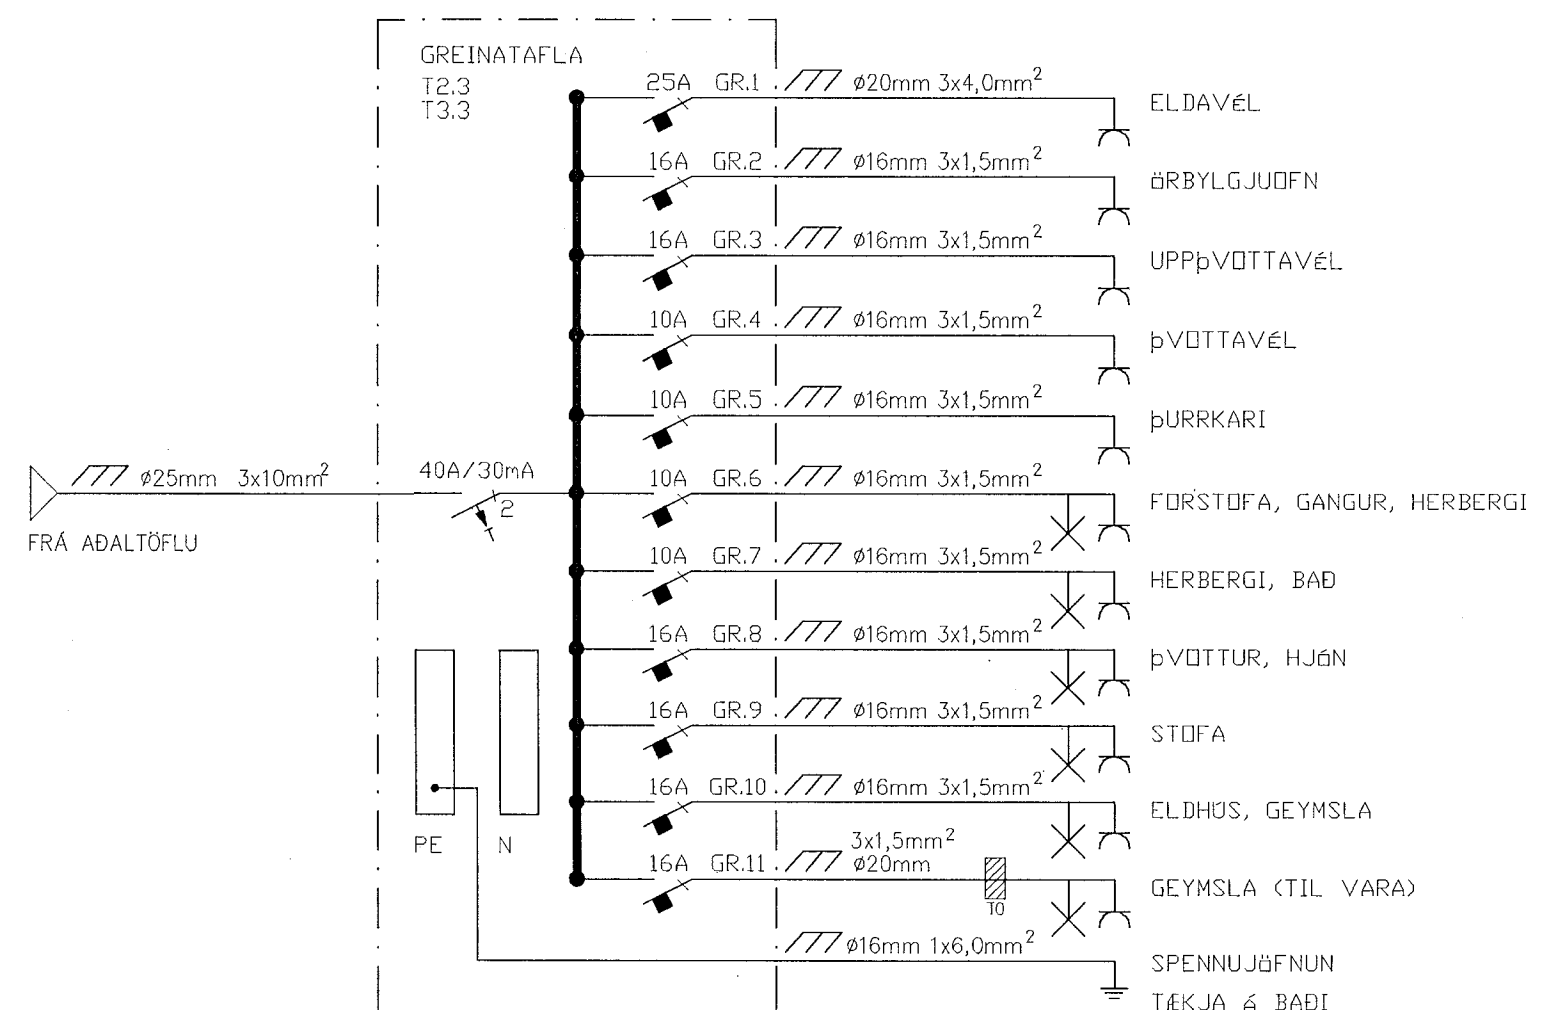 GREINATAFLA
T2.3
T3.3
25A GR.1 ø20mm 3x4,0mm² ELDAVÉL
16A GR.2 ø16mm 3x1,5mm² öRBYLGJUOFN
16A GR.3 ø16mm 3x1,5mm² UPPþVOTTAVÉL
10A GR.4 ø16mm 3x1,5mm² þVOTTAVÉL
10A GR.5 ø16mm 3x1,5mm² þURRKARI
ø25mm 3x10mm² 40A/30mA 10A GR.6 ø16mm 3x1,5mm² FORSTOFA, GANGUR, HERBERGI
2
FRÁ AÐALTÖFLU
10A GR.7 ø16mm 3x1,5mm² HERBERGI, BAÐ
16A GR.8 ø16mm 3x1,5mm² þVOTTUR, HJóN
16A GR.9 ø16mm 3x1,5mm² STOFA
16A GR.10 ø16mm 3x1,5mm² ELDHÚS, GEYMSLA
PE N
3x1,5mm²
16A GR.11 ø20mm GEYMSLA (TIL VARA)
TO
ø16mm 1x6,0mm² SPENNUJöFNUN
TÆKJA á BAÐI